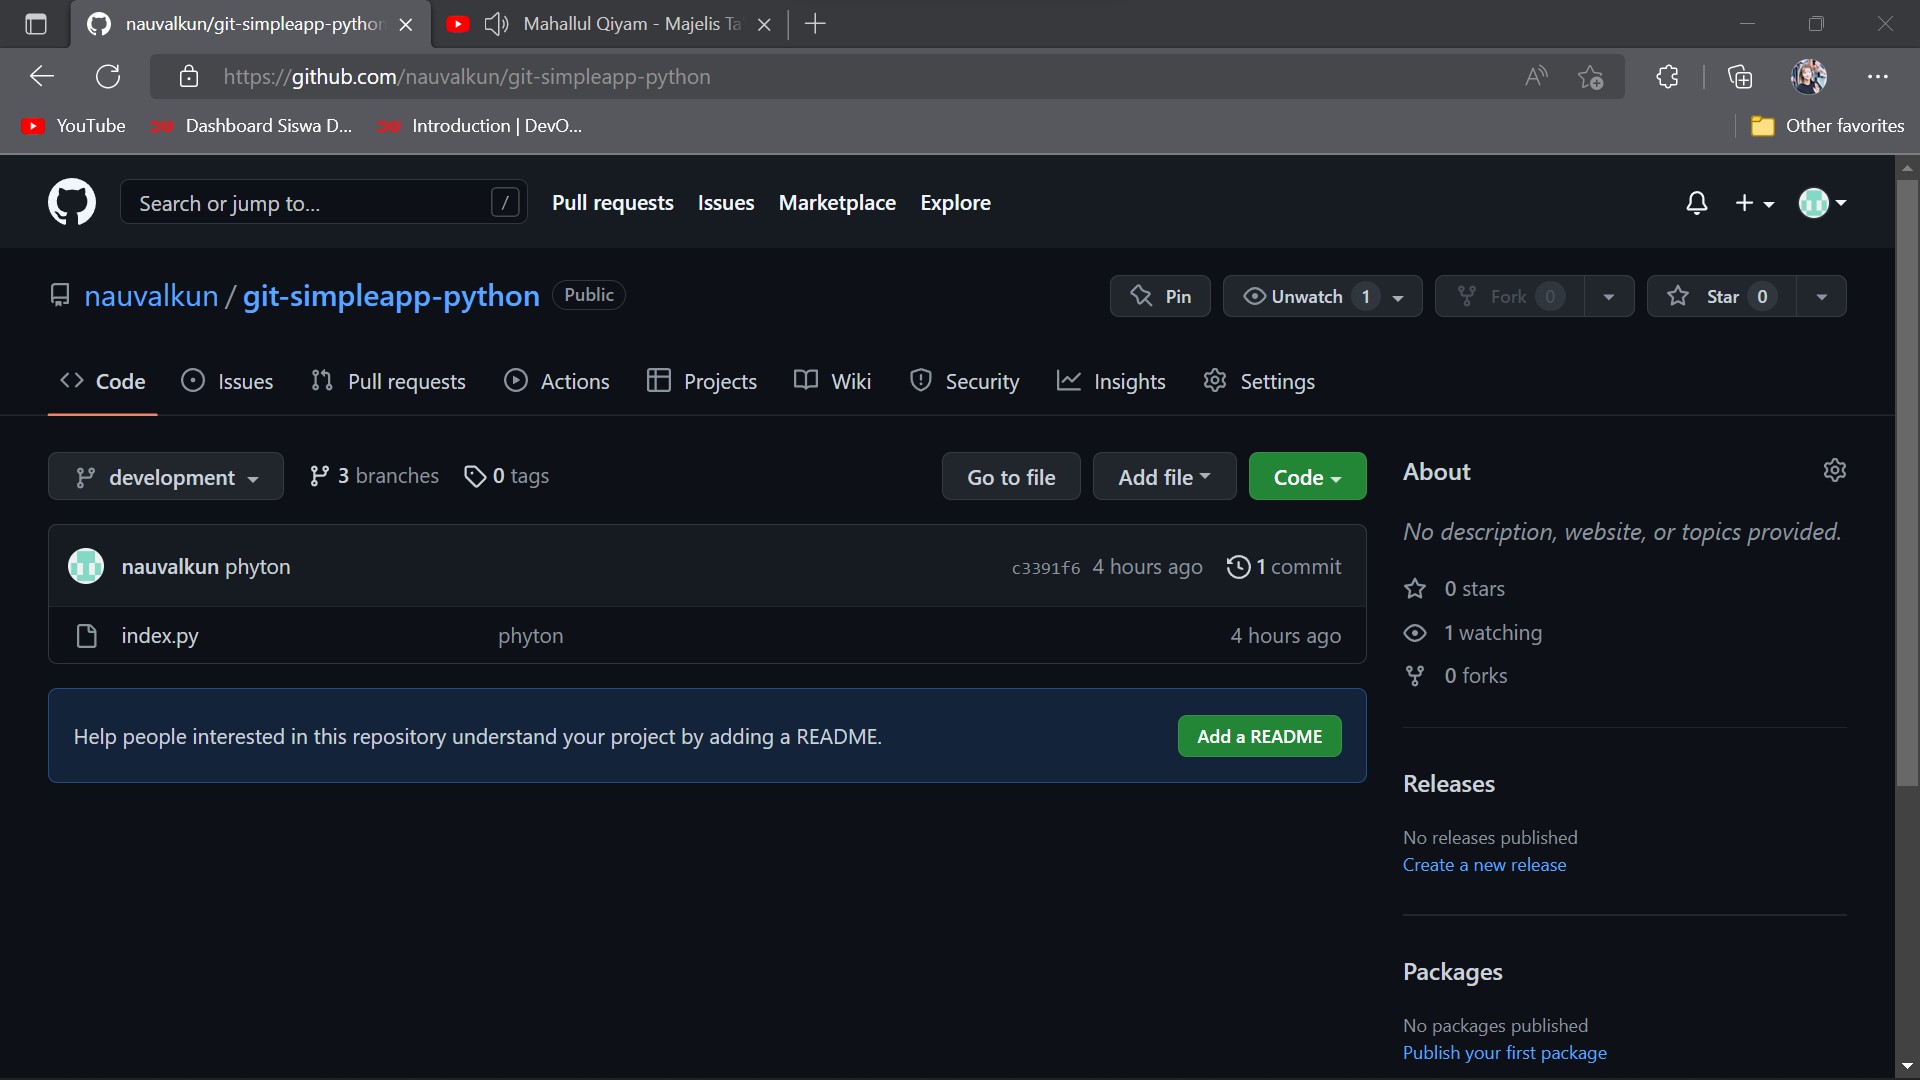 nauvalkun/git-simpleapp-python
Mahallul Qiyam - Majelis Ta
https://github.com/nauvalkun/git-simpleapp-python
YouTube Dashboard Siswa D... Introduction | DevO... Other favorites
Search or jump to... / Pull requests Issues Marketplace Explore
nauvalkun / git-simpleapp-python Public Pin Unwatch 1 Fork 0 Star 0
Code Issues Pull requests Actions Projects Wiki Security Insights Settings
development 3 branches 0 tags Go to file Add file Code
nauvalkun phyton c3391f6 4 hours ago 1 commit
index.py phyton 4 hours ago
Help people interested in this repository understand your project by adding a README. Add a README
About
No description, website, or topics provided.
0 stars
1 watching
0 forks
Releases
No releases published
Create a new release
Packages
No packages published
Publish your first package